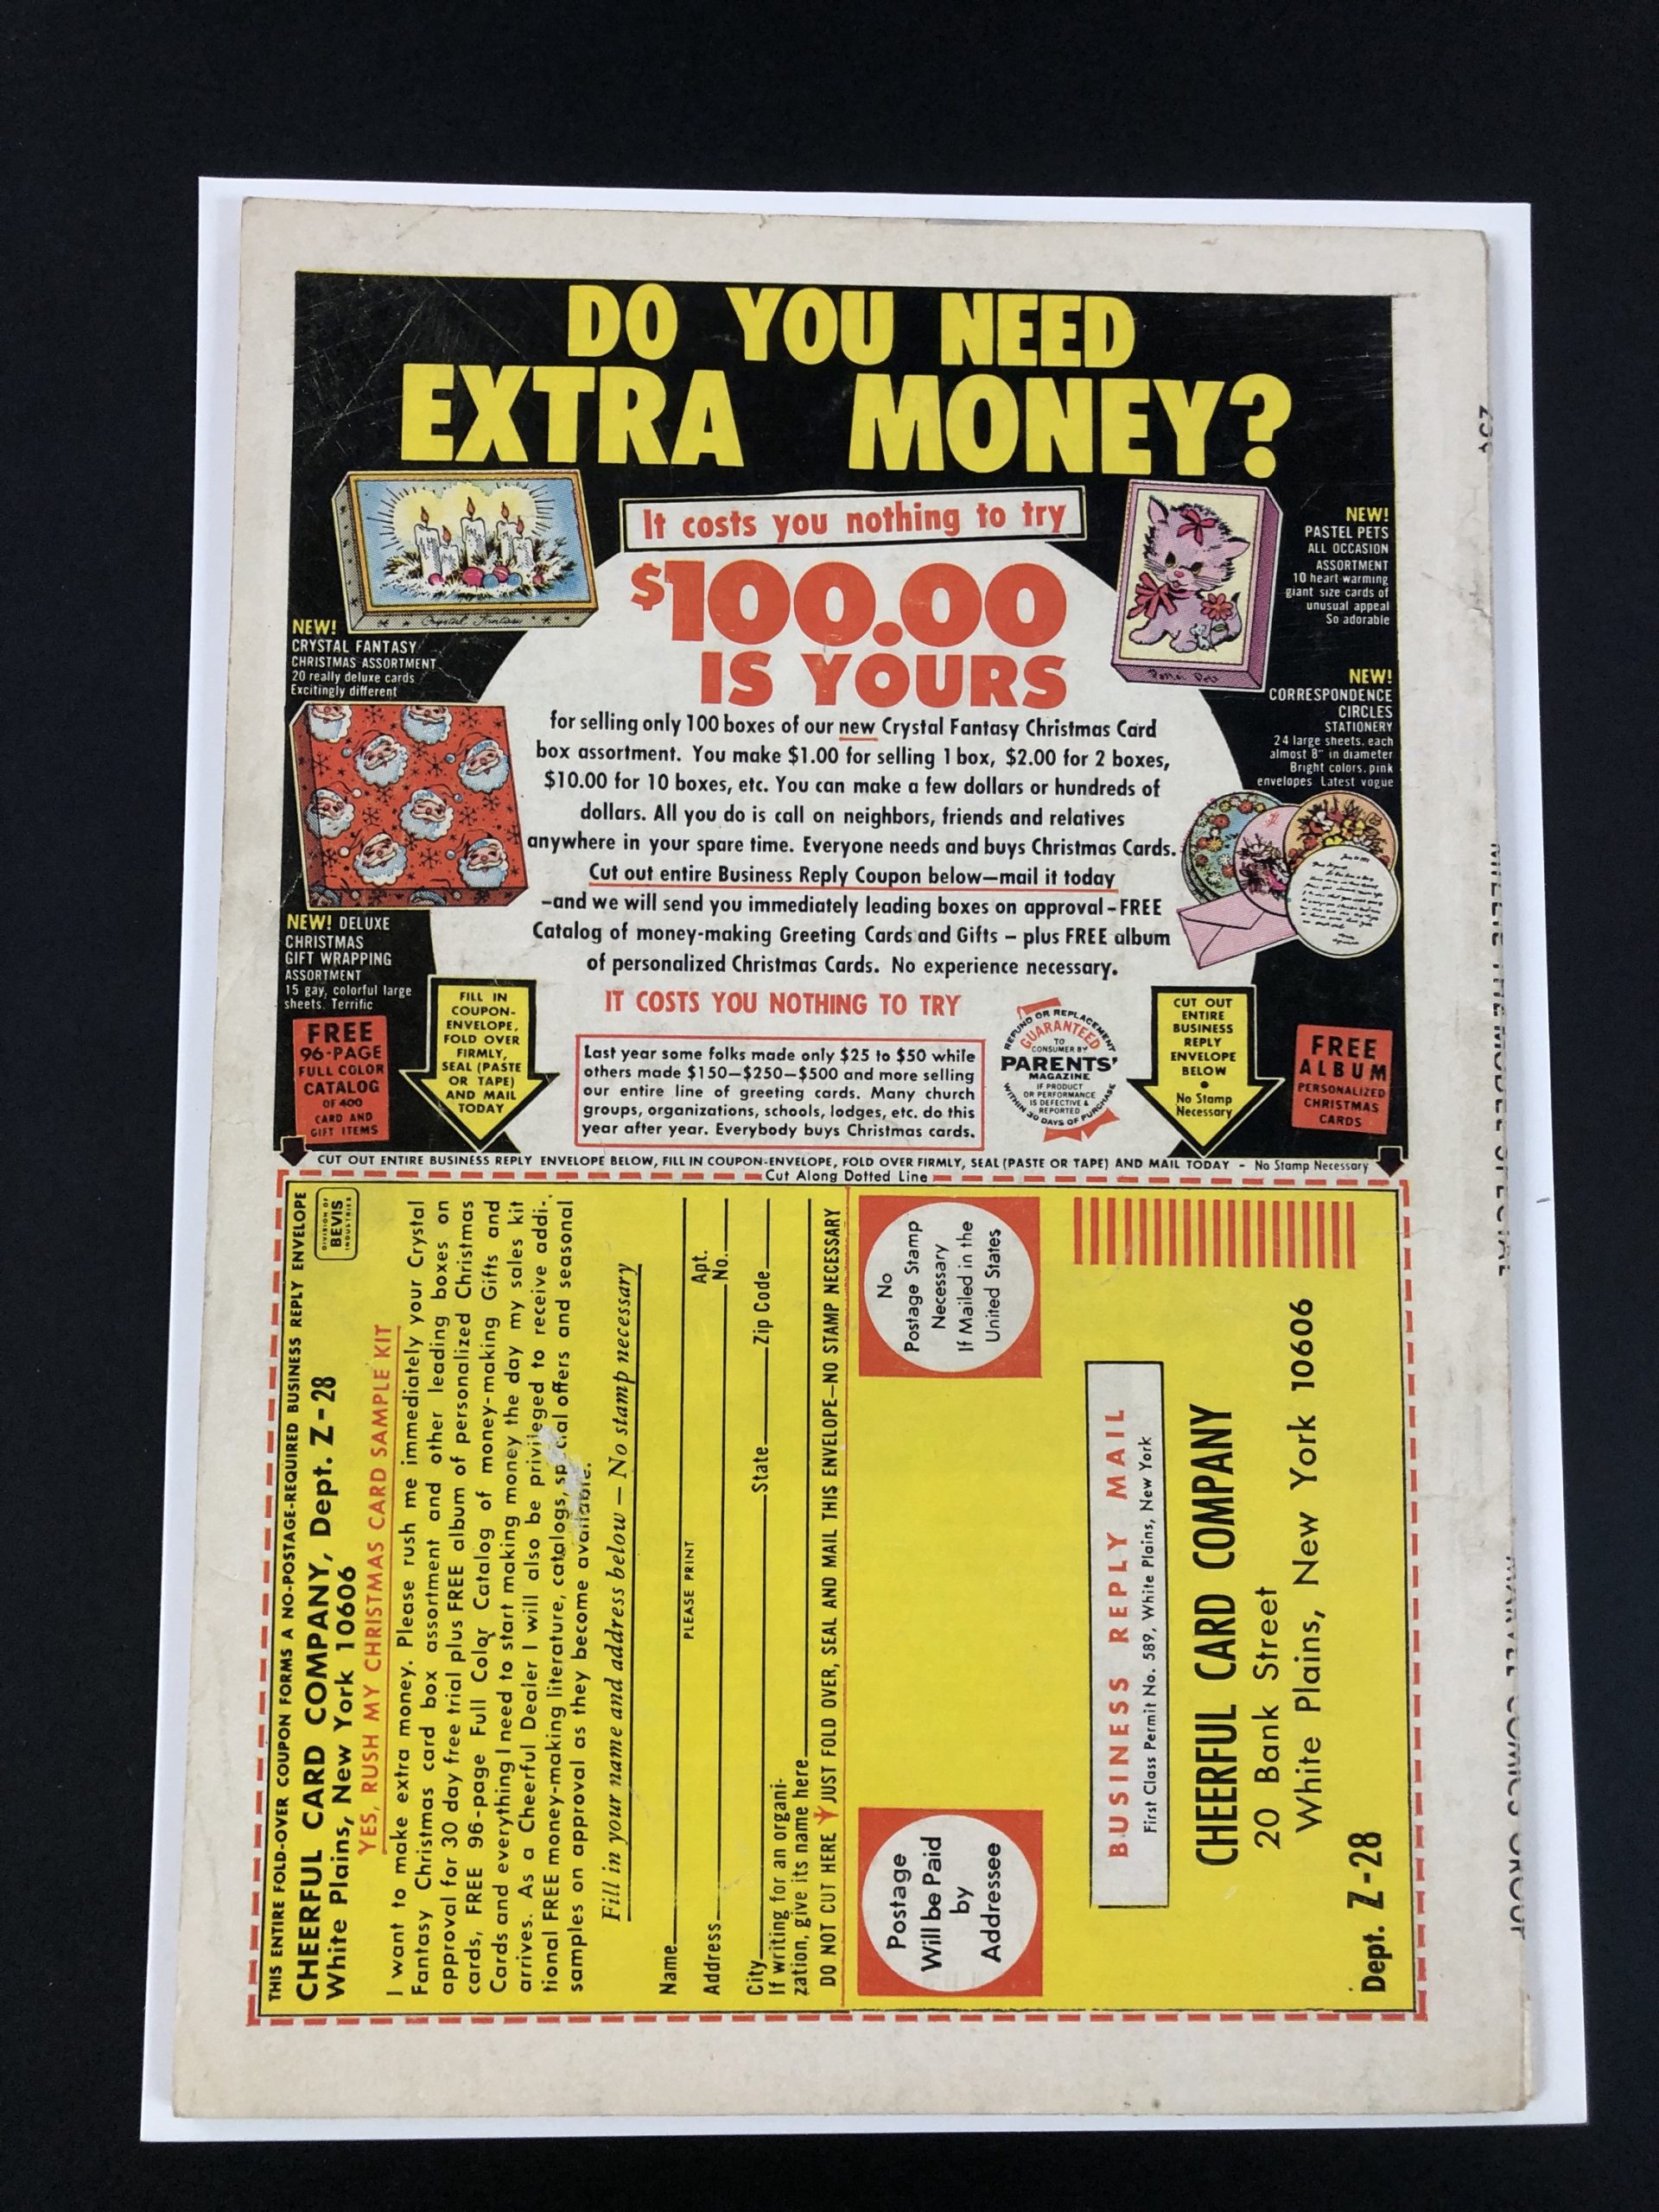 DO YOU NEED
EXTRA MONEY?
It costs you nothing to try
$100.00
IS YOURS
for selling only 100 boxes of our new Crystal Fantasy Christmas Card
box assortment. You make $1.00 for selling 1 box, $2.00 for 2 boxes,
$10.00 for 10 boxes, etc. You can make a few dollars or hundreds of
dollars. All you do is call on neighbors, friends and relatives
anywhere in your spare time. Everyone needs and buys Christmas Cards.
Cut out entire Business Reply Coupon below—mail it today
—and we will send you immediately leading boxes on approval—FREE
Catalog of money-making Greeting Cards and Gifts — plus FREE album
of personalized Christmas Cards. No experience necessary.
IT COSTS YOU NOTHING TO TRY
Last year some folks made only $25 to $50 while
others made $150—$250—$500 and more selling
our entire line of greeting cards. Many church
groups, organizations, schools, lodges, etc. do this
year after year. Everybody buys Christmas cards.
Crystal Fantasy
NEW!
CRYSTAL FANTASY
CHRISTMAS ASSORTMENT
20 really deluxe cards
Excitingly different
NEW! DELUXE
CHRISTMAS
GIFT WRAPPING
ASSORTMENT
15 gay, colorful large
sheets. Terrific
FREE
96-PAGE
FULL COLOR
CATALOG
OF 400
CARD AND
GIFT ITEMS
FILL IN
COUPON-
ENVELOPE,
FOLD OVER
FIRMLY,
SEAL (PASTE
OR TAPE)
AND MAIL
TODAY
NEW!
PASTEL PETS
ALL OCCASION
ASSORTMENT
10 heart-warming
giant size cards of
unusual appeal
So adorable
NEW!
CORRESPONDENCE
CIRCLES
STATIONERY
24 large sheets, each
almost 8" in diameter
Bright colors, pink
envelopes Latest vogue
REFUND OR REPLACEMENT
GUARANTEED
TO
CONSUMER BY
PARENTS'
MAGAZINE
IF PRODUCT
OR PERFORMANCE
IS DEFECTIVE &
REPORTED
WITHIN 30 DAYS OF PURCHASE
CUT OUT
ENTIRE
BUSINESS
REPLY
ENVELOPE
BELOW
•
No Stamp
Necessary
FREE
ALBUM
PERSONALIZED
CHRISTMAS
CARDS
CUT OUT ENTIRE BUSINESS REPLY ENVELOPE BELOW, FILL IN COUPON-ENVELOPE, FOLD OVER FIRMLY, SEAL (PASTE OR TAPE) AND MAIL TODAY - No Stamp Necessary
Cut Along Dotted Line
THIS ENTIRE FOLD-OVER COUPON FORMS A NO-POSTAGE-REQUIRED BUSINESS REPLY ENVELOPE
CHEERFUL CARD COMPANY, Dept. Z-28
White Plains, New York 10606
DIVISION OF
BEVIS
INDUSTRIES
YES, RUSH MY CHRISTMAS CARD SAMPLE KIT
I want to make extra money. Please rush me immediately your Crystal
Fantasy Christmas card box assortment and other leading boxes on
approval for 30 day free trial plus FREE album of personalized Christmas
cards, FREE 96-page Full Color Catalog of money-making Gifts and
Cards and everything I need to start making money the day my sales kit
arrives. As a Cheerful Dealer I will also be privileged to receive addi-
tional FREE money-making literature, catalogs, special offers and seasonal
samples on approval as they become available.
Fill in your name and address below — No stamp necessary
PLEASE PRINT
Name
Address Apt. No.
City State Zip Code
If writing for an organi-
zation, give its name here
DO NOT CUT HERE JUST FOLD OVER, SEAL AND MAIL THIS ENVELOPE—NO STAMP NECESSARY
Postage
Will be Paid
by
Addressee
No
Postage Stamp
Necessary
If Mailed in the
United States
BUSINESS REPLY MAIL
First Class Permit No. 589, White Plains, New York
CHEERFUL CARD COMPANY
20 Bank Street
White Plains, New York 10606
Dept. Z-28